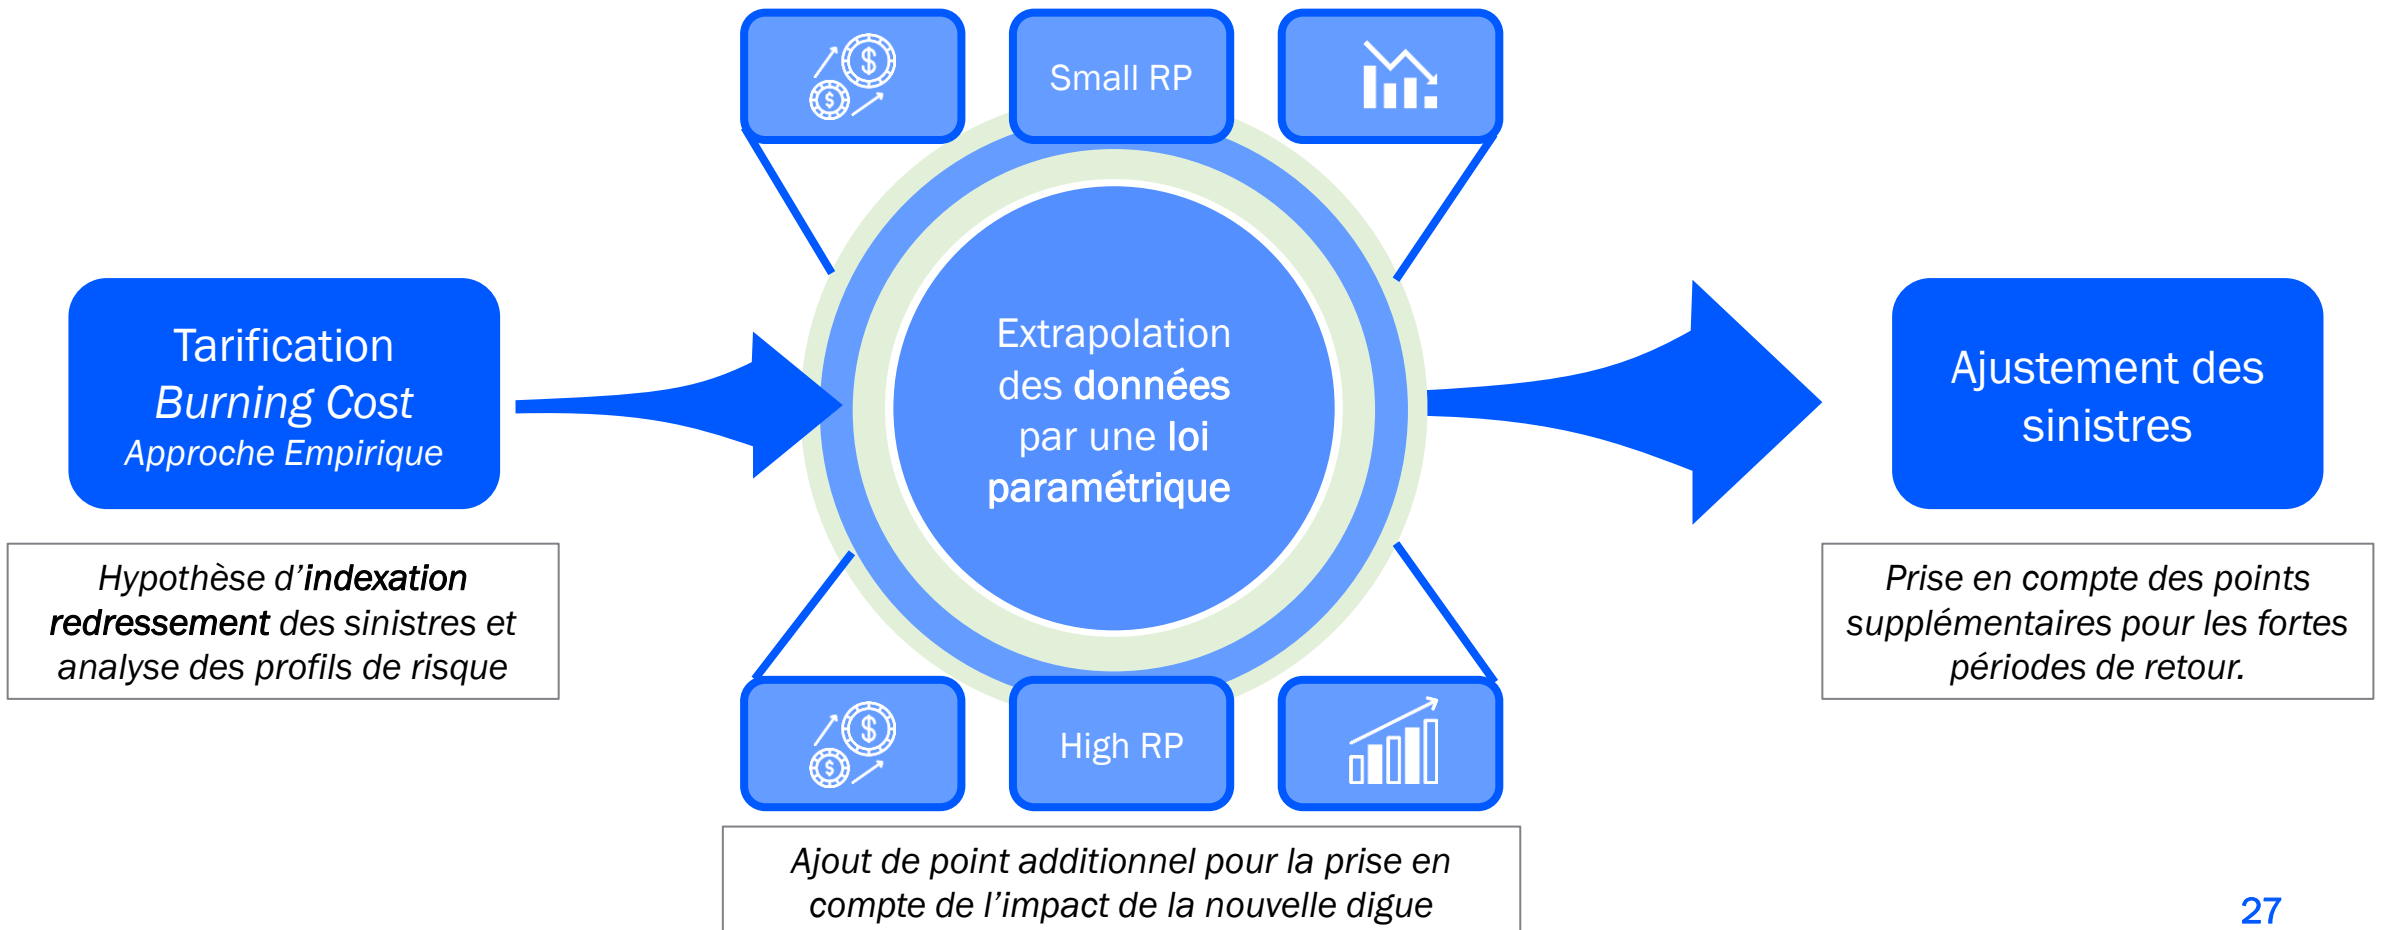 Small RP
Tarification
Burning Cost
Approche Empirique
Hypothèse d'indexation
redressement des sinistres et
analyse des profils de risque
Extrapolation
des données
par une loi
paramétrique
High RP
Ajout de point additionnel pour la prise en
compte de l'impact de la nouvelle digue
Ajustement des
sinistres
Prise en compte des points
supplémentaires pour les fortes
périodes de retour.
27